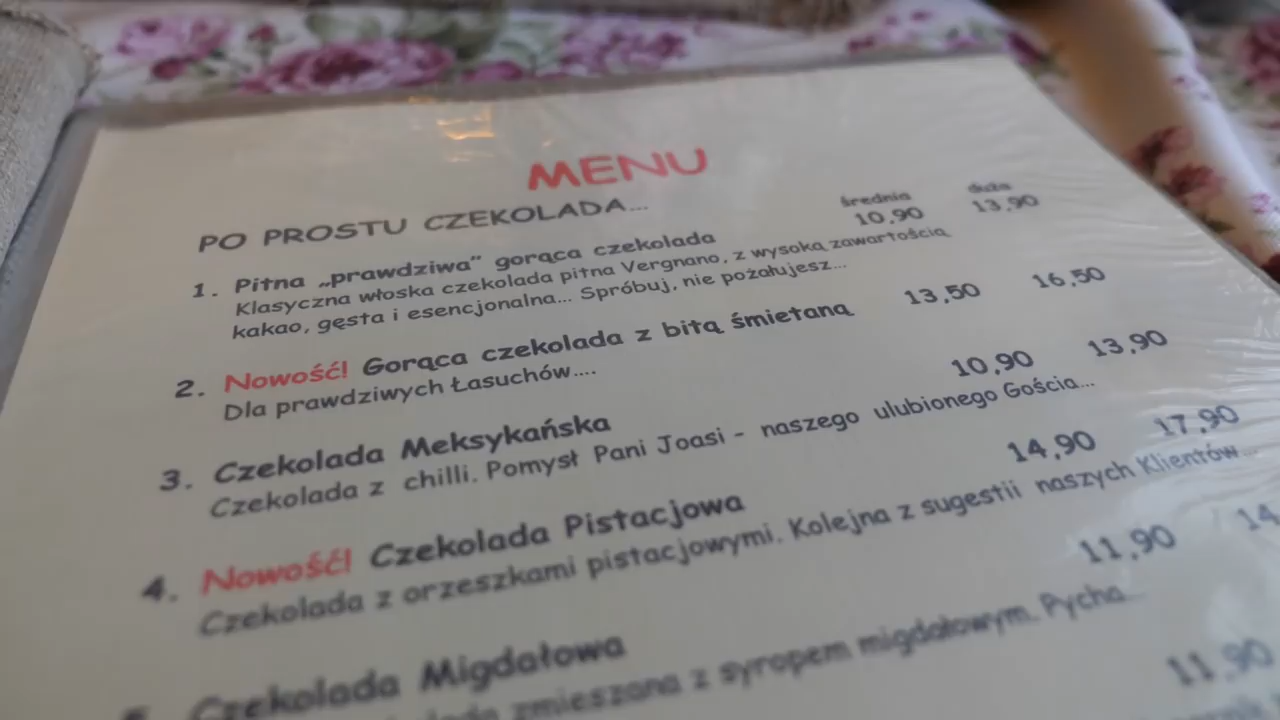 MENU
PO PROSTU CZEKOLADA...
średnia duża
1. Pitna „prawdziwa" gorąca czekolada 10,90 13,90
Klasyczna włoska czekolada pitna Vergnano, z wysoką zawartością
kakao, gęsta i esencjonalna... Spróbuj, nie pożałujesz...
2. Nowość! Gorąca czekolada z bitą śmietaną 13,50 16,50
Dla prawdziwych Łasuchów....
3. Czekolada Meksykańska 10,90 13,90
Czekolada z chilli. Pomysł Pani Joasi - naszego ulubionego Gościa...
4. Nowość! Czekolada Pistacjowa 14,90 17,90
Czekolada z orzeszkami pistacjowymi. Kolejna z sugestii naszych Klientów...
5. Czekolada Migdałowa 11,90 14
zmieszana z syropem migdałowym. Pycha...
11,90